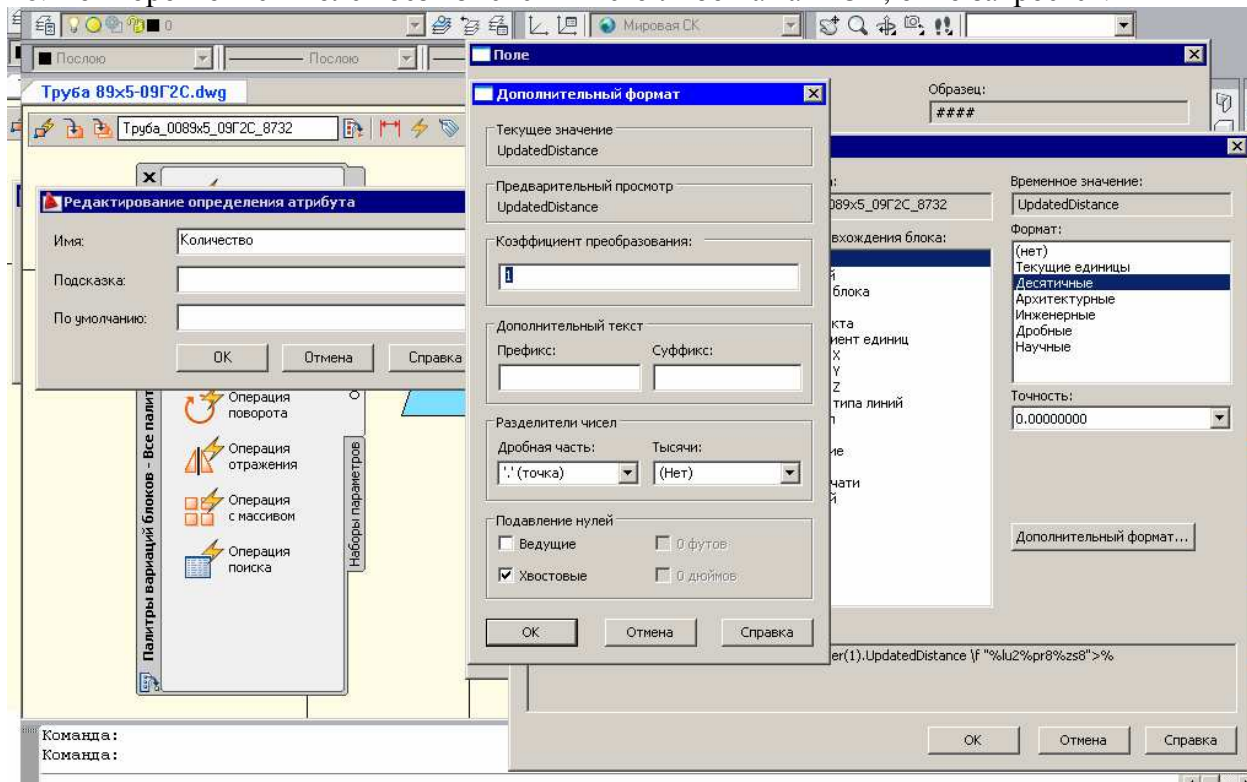 0
Мировая СК
Послою
Послою
Труба 89x5-09Г2С.dwg
Труба_0089x5_09Г2С_8732
Поле
Образец:
####
Дополнительный формат
Текущее значение
UpdatedDistance
Предварительный просмотр
UpdatedDistance
Коэффициент преобразования:
1
Дополнительный текст
Префикс:
Суффикс:
Разделители чисел
Дробная часть:
Тысячи:
'.' (точка)
(Нет)
Подавление нулей
Ведущие
0 футов
Хвостовые
0 дюймов
ОК
Отмена
Справка
Редактирование определения атрибута
Имя:
Количество
Подсказка:
По умолчанию:
ОК
Отмена
Справка
Операция
поворота
Операция
отражения
Операция
с массивом
Операция
поиска
Палитры вариаций блоков - Все палит
Наборы параметров
089x5_09Г2С_8732
вхождения блока:
блока
кта
иент единиц
X
Y
Z
типа линий
ие
чати
Временное значение:
UpdatedDistance
Формат:
(нет)
Текущие единицы
Десятичные
Архитектурные
Инженерные
Дробные
Научные
Точность:
0.00000000
Дополнительный формат...
er(1).UpdatedDistance \f "%lu2%pr8%zs8">%
ОК
Отмена
Справка
Команда:
Команда: